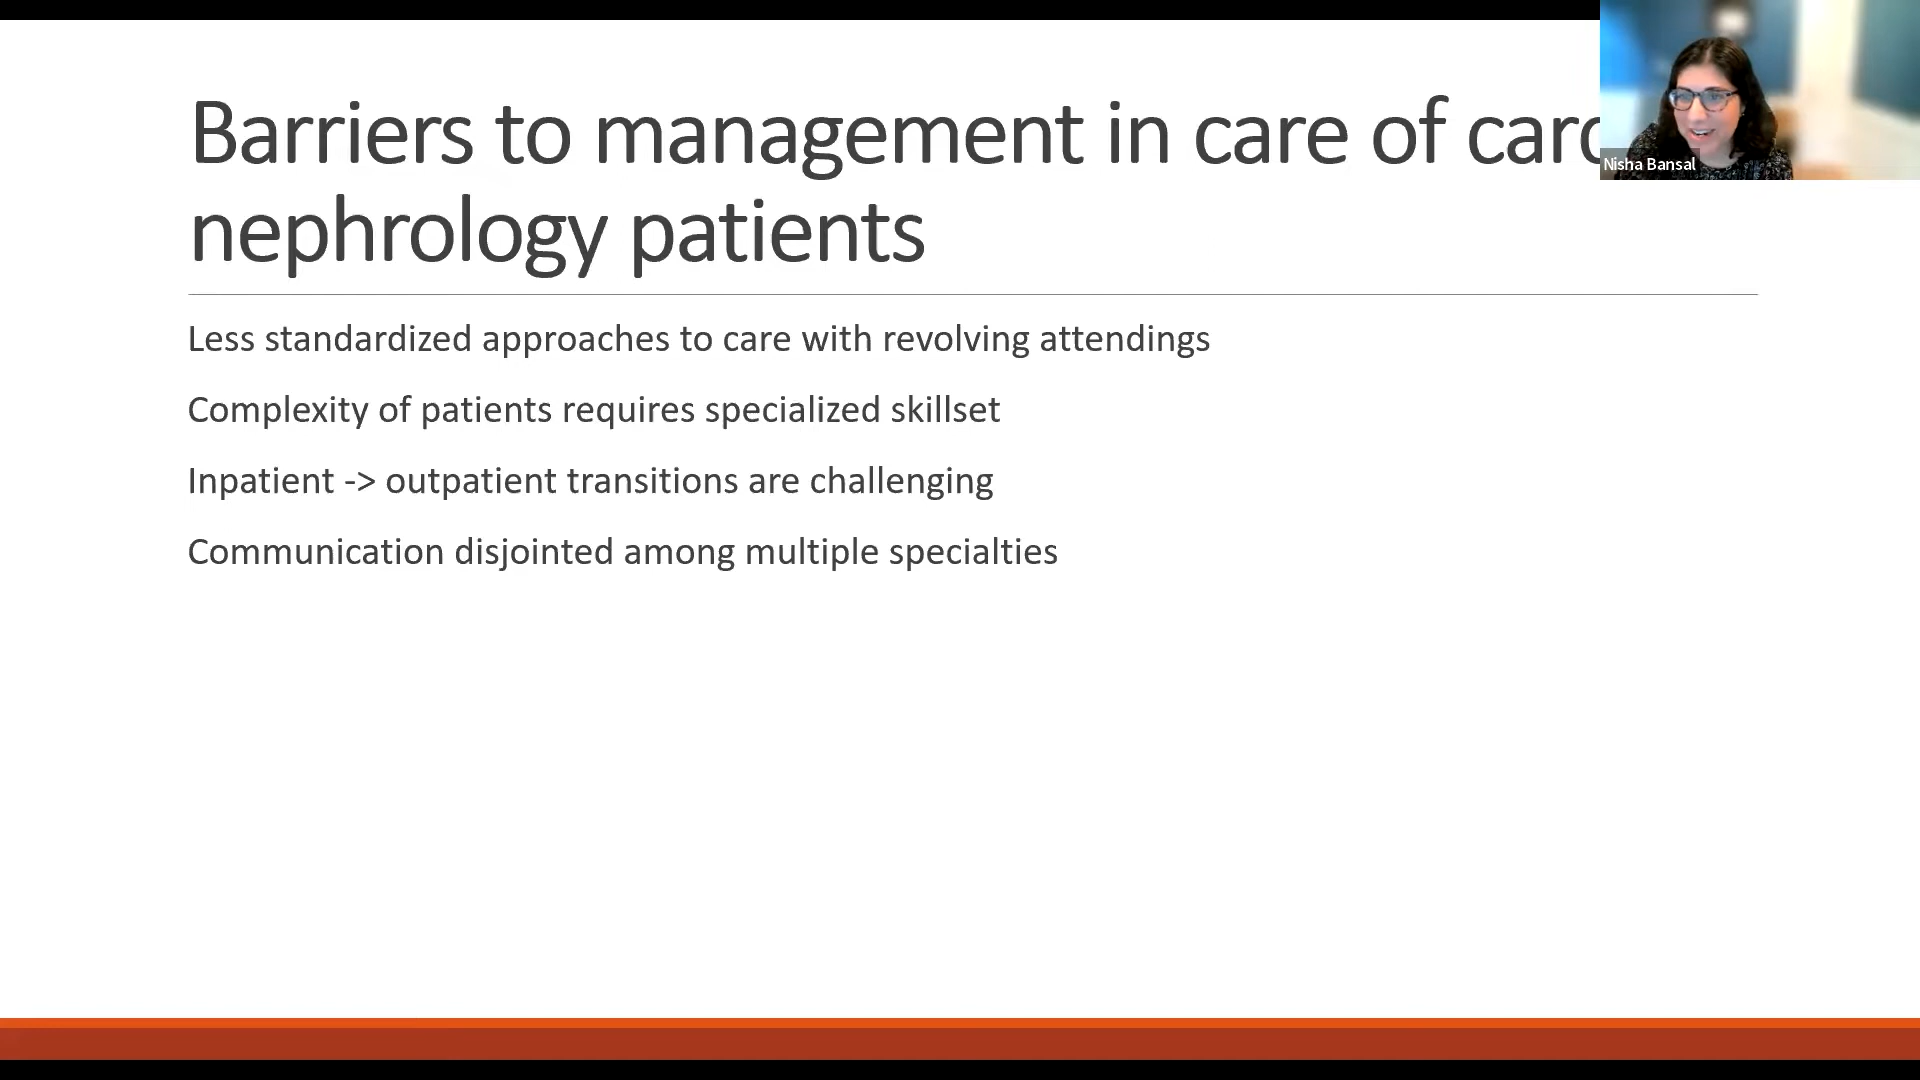 Barriers to management in care of
nephrology patients
Nisha Bansal
Less standardized approaches to care with revolving attendings
Complexity of patients requires specialized skillset
Inpatient -> outpatient transitions are challenging
Communication disjointed among multiple specialties